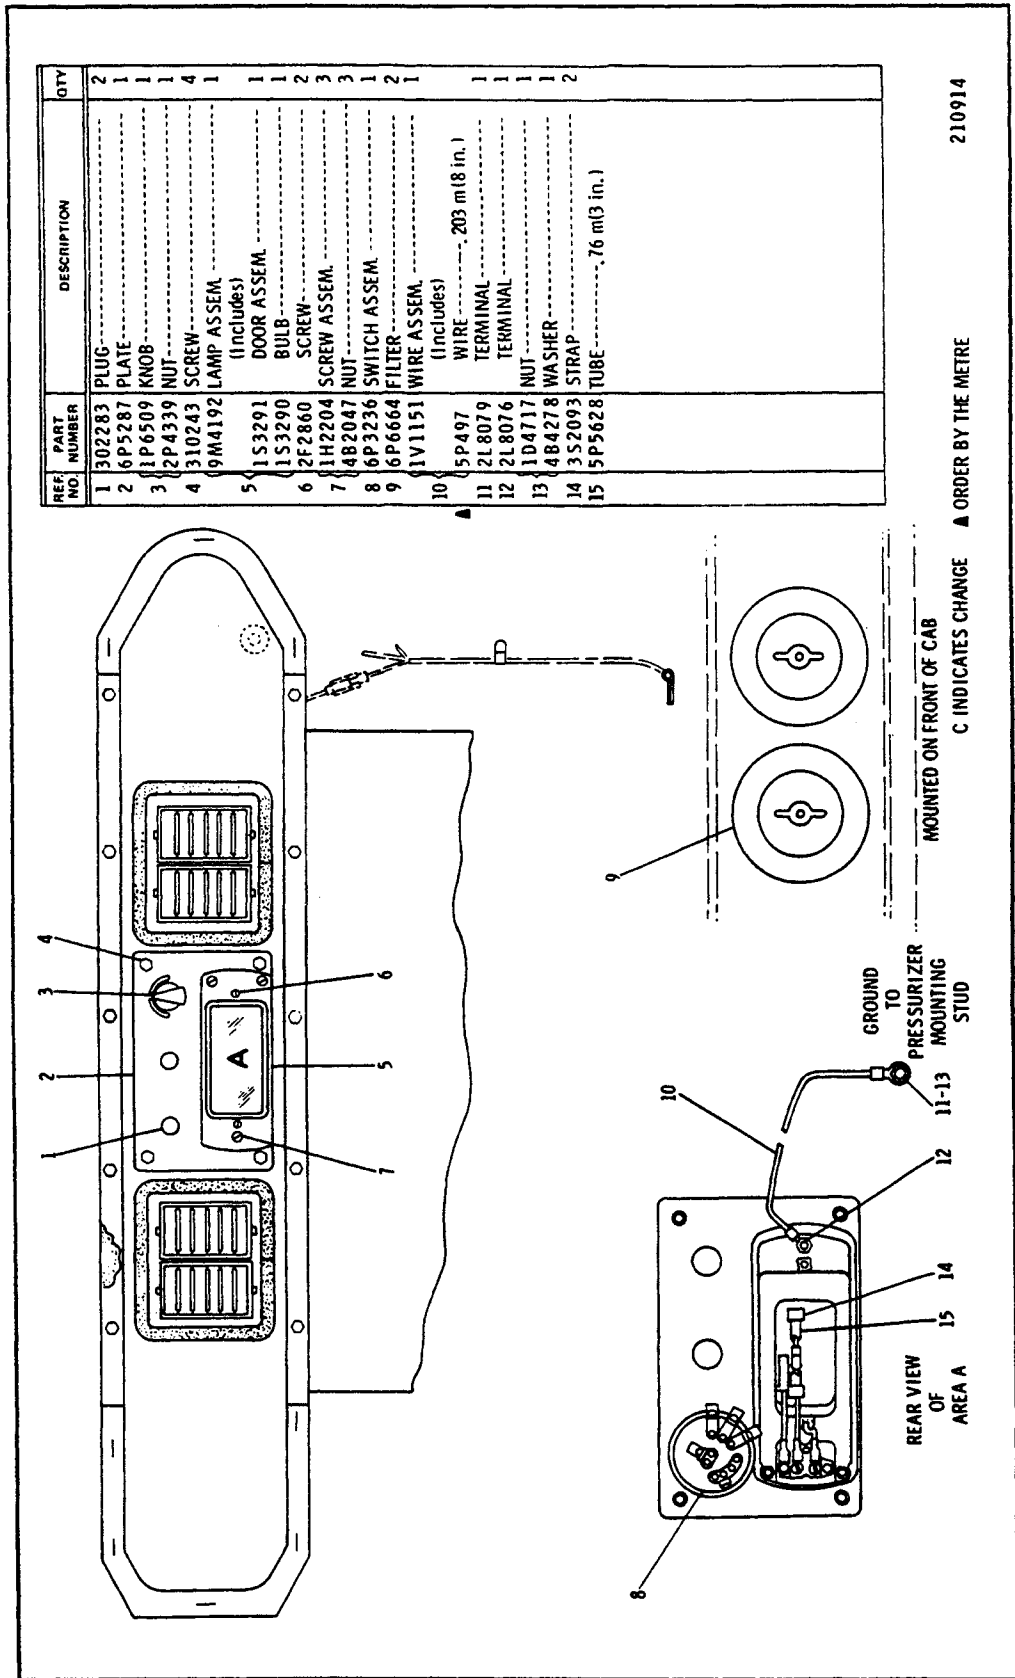 REF. NO. PART NUMBER DESCRIPTION QTY
1 3O2283 PLUG 2
2 6P5287 PLATE 1
1P6509 KNOB 1
3
2P4339 NUT 1
4 31O243 SCREW 4
9M4192 LAMP ASSEM. 1
(Includes)
5
1S3291 DOOR ASSEM. 1
1S3290 BULB 1
6 2F2860 SCREW 2
1H2204 SCREW ASSEM. 3
7
4B2047 NUT 3
8 6P3236 SWITCH ASSEM. 1
9 6P6664 FILTER 2
1V1151 WIRE ASSEM. 1
10 (Includes)
▲ 5P497 WIRE .203 m(8 in.)
11 2L8079 TERMINAL 1
12 2L8076 TERMINAL 1
1D4717 NUT 1
13
4B4278 WASHER 1
14 3S2093 STRAP 2
15 5P5628 TUBE .76 m(3 in.)
1
2
3
4
A
7
5
6
9
MOUNTED ON FRONT OF CAB
8
10
GROUND
TO
PRESSURIZER
MOUNTING
STUD
11-13
12
14
15
REAR VIEW
OF
AREA A
C INDICATES CHANGE ▲ ORDER BY THE METRE
210914